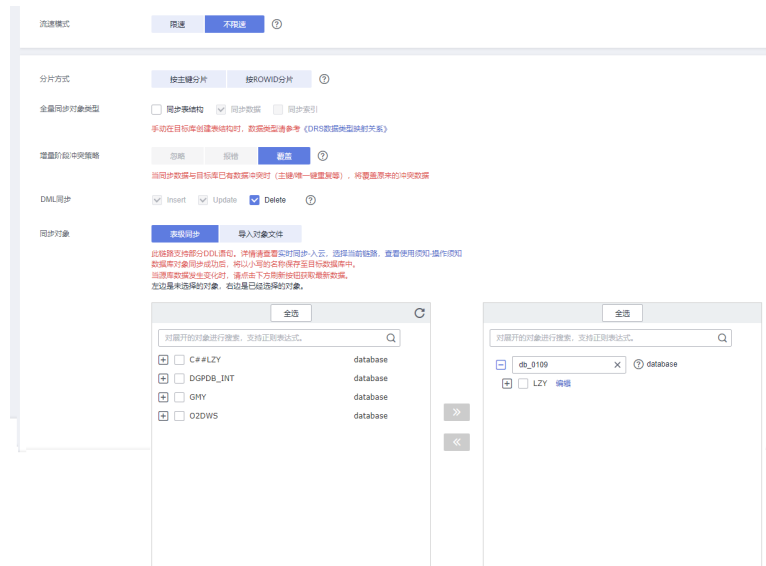 流速模式 限速 不限速
分片方式 按主键分片 按ROWID分片
全量同步对象类型 同步表结构 同步数据 同步索引
手动在目标库创建表结构时，数据类型请参考《DRS数据类型映射关系》
增量阶段冲突策略 忽略 报错 覆盖
当同步数据与目标库已有数据冲突时（主键/唯一键重复等），将覆盖原来的冲突数据
DML同步 Insert Update Delete
同步对象 表级同步 导入对象文件
此链路支持部分DDL语句。详情请查看实时同步-入云，选择当前链路，查看使用须知-操作须知
数据库对象同步成功后，将以小写的名称保存至目标数据库中。
当源库数据发生变化时，请点击下方刷新按钮获取最新数据。
左边是未选择的对象，右边是已经选择的对象。
全选
对展开的对象进行搜索，支持正则表达式。
C##LZY database
DGPDB_INT database
GMY database
O2DWS database
全选
对展开的对象进行搜索，支持正则表达式。
db_0109 database
LZY 编辑